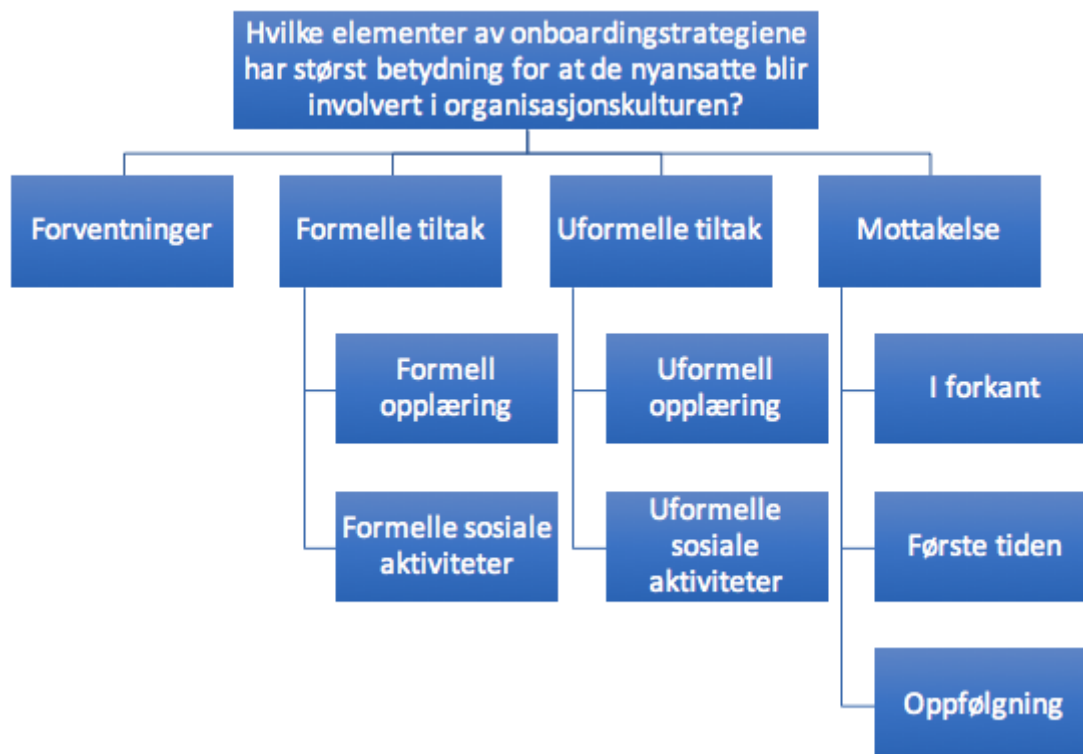 Hvilke elementer av onboardingstrategiene
har størst betydning for at de nyansatte blir
involvert i organisasjonskulturen?
Forventninger
Formelle tiltak
Uformelle tiltak
Mottakelse
Formell
opplæring
Uformell
opplæring
I forkant
Formelle sosiale
aktiviteter
Uformelle
sosiale
aktiviteter
Første tiden
Oppfølgning